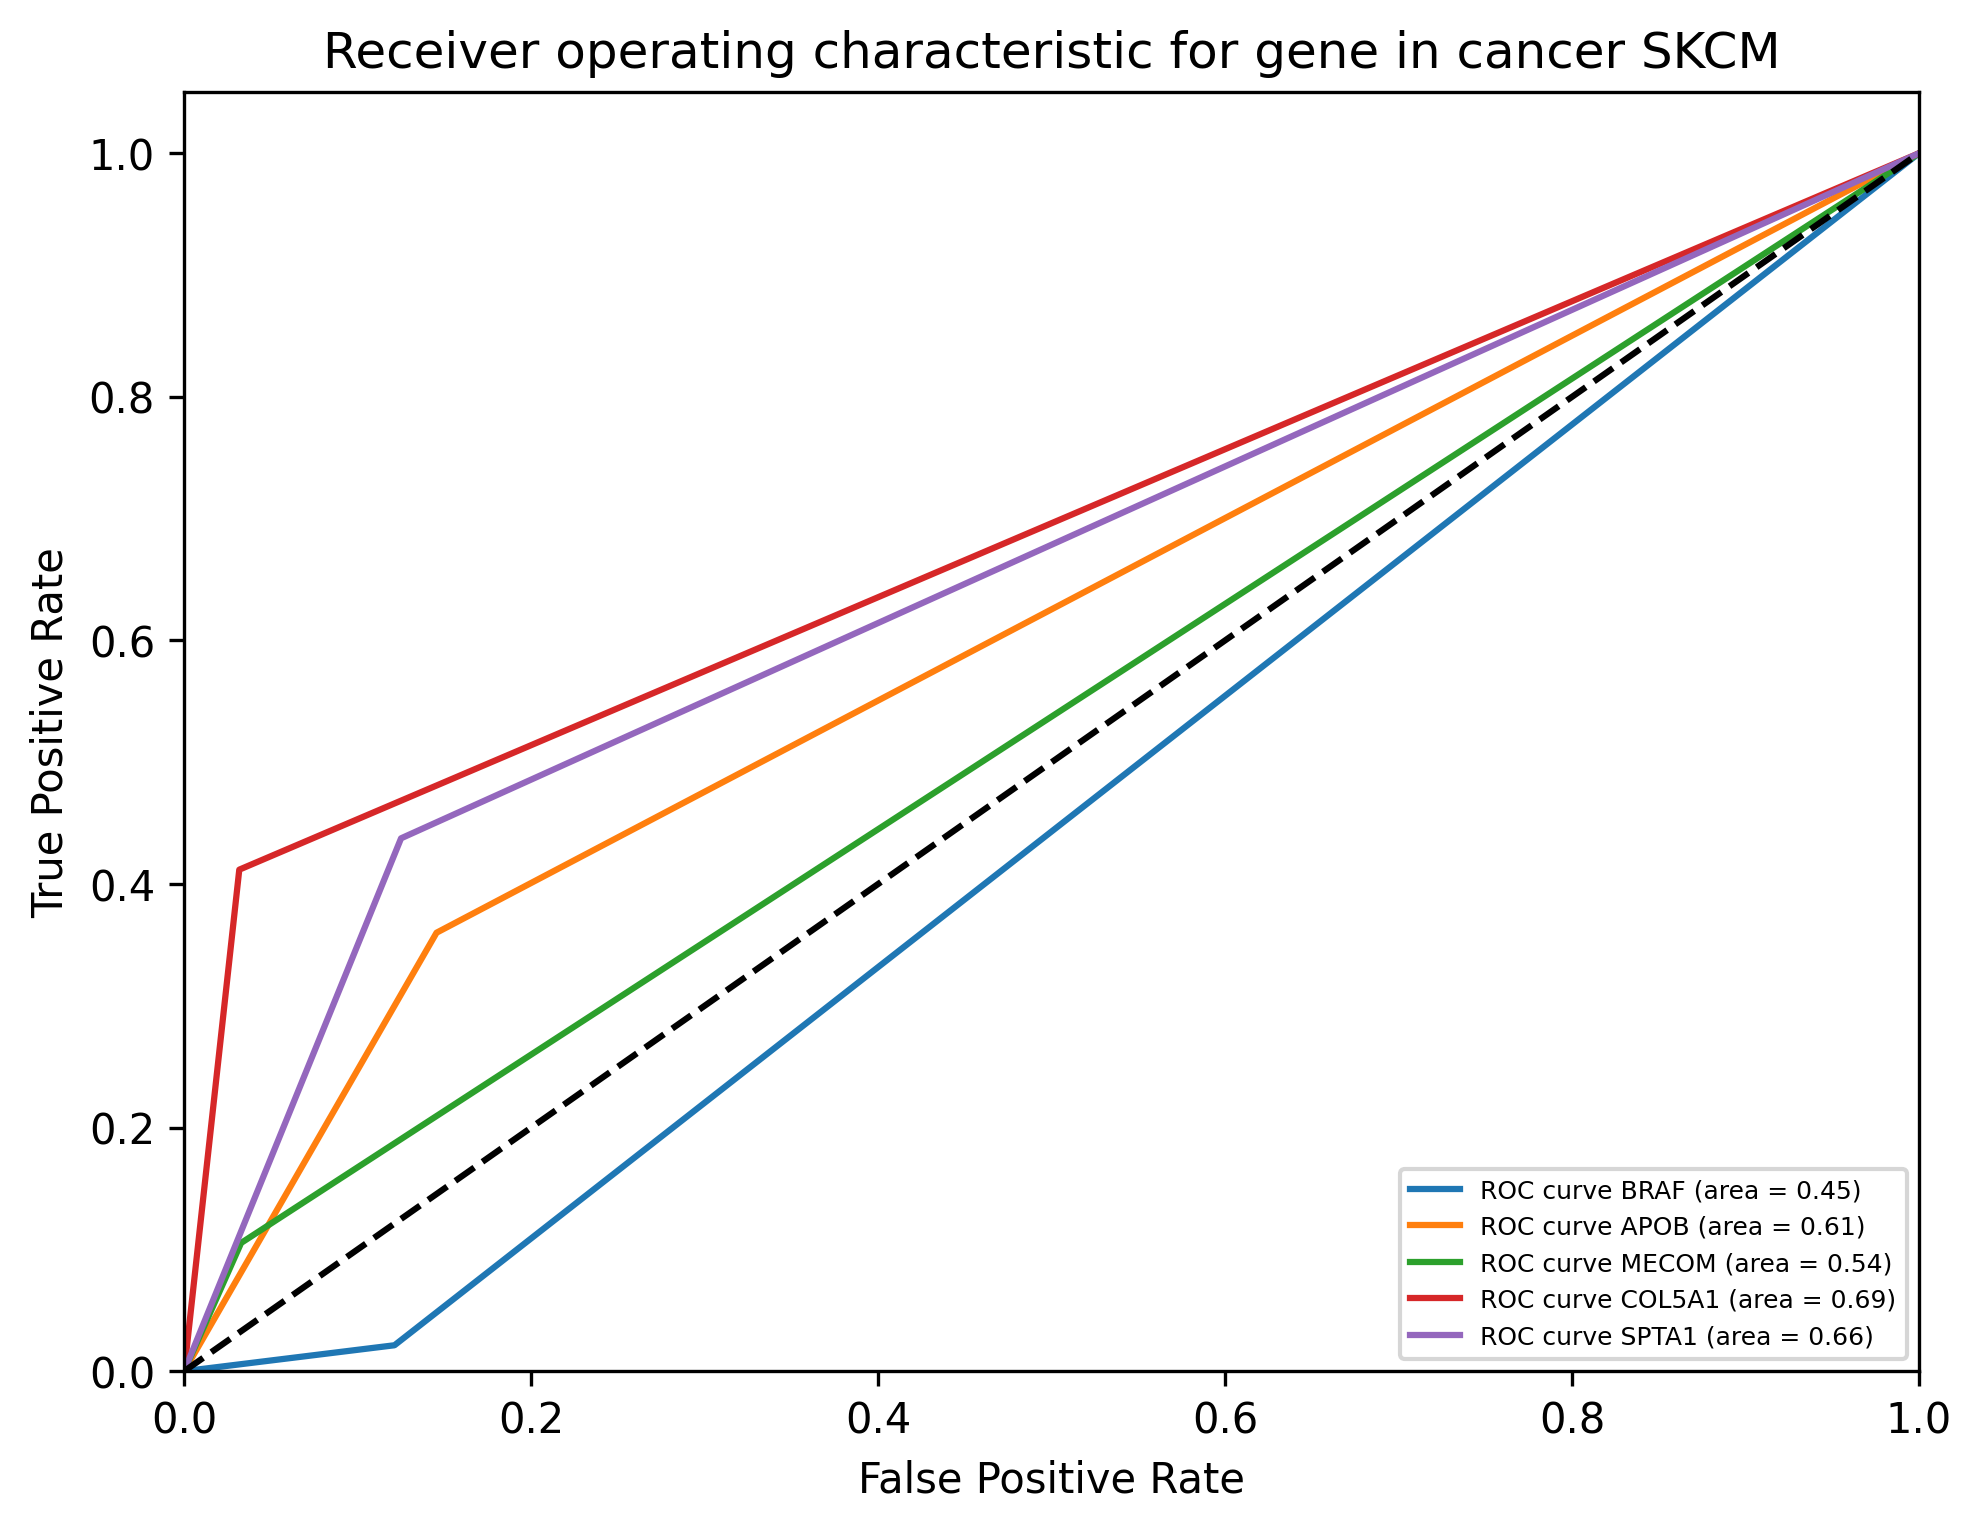 Receiver operating characteristic for gene in cancer SKCM
True Positive Rate
1.0
0.8
0.6
0.4
0.2
0.0
0.0 0.2 0.4 0.6 0.8 1.0
False Positive Rate
ROC curve BRAF (area = 0.45)
ROC curve APOB (area = 0.61)
ROC curve MECOM (area = 0.54)
ROC curve COL5A1 (area = 0.69)
ROC curve SPTA1 (area = 0.66)